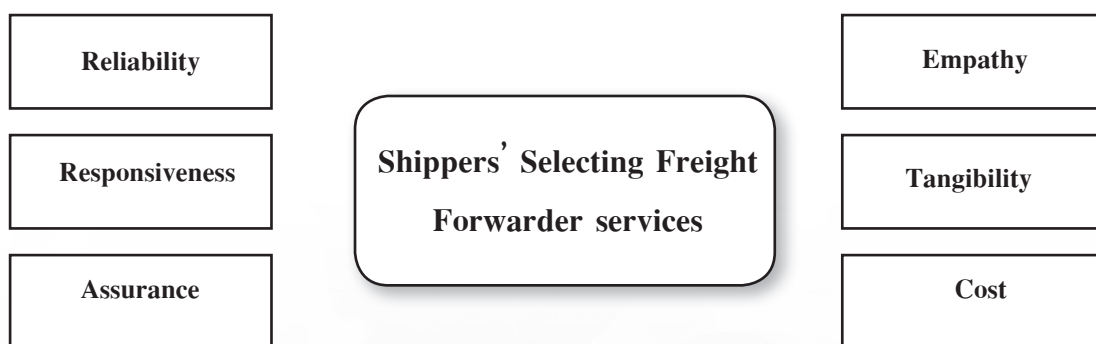 Reliability
Responsiveness
Assurance
Shippers’ Selecting Freight
Forwarder services
Empathy
Tangibility
Cost